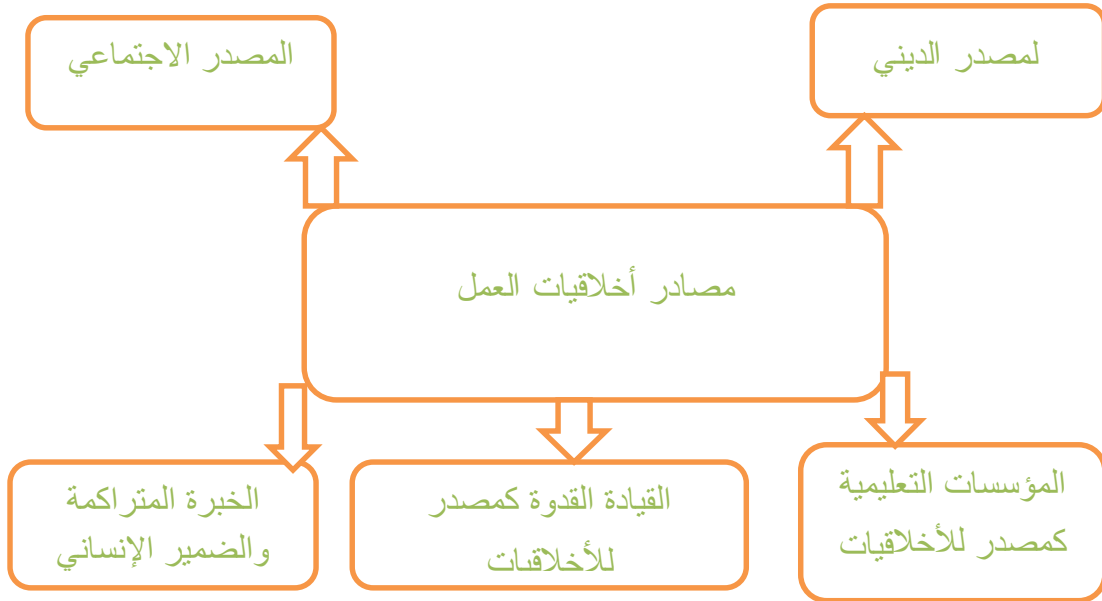 لمصدر الديني
المصدر الاجتماعي
مصادر أخلاقيات العمل
المؤسسات التعليمية
كمصدر للأخلاقيات
القيادة القدوة كمصدر
للأخلاقيات
الخبرة المتراكمة
والضمير الإنساني